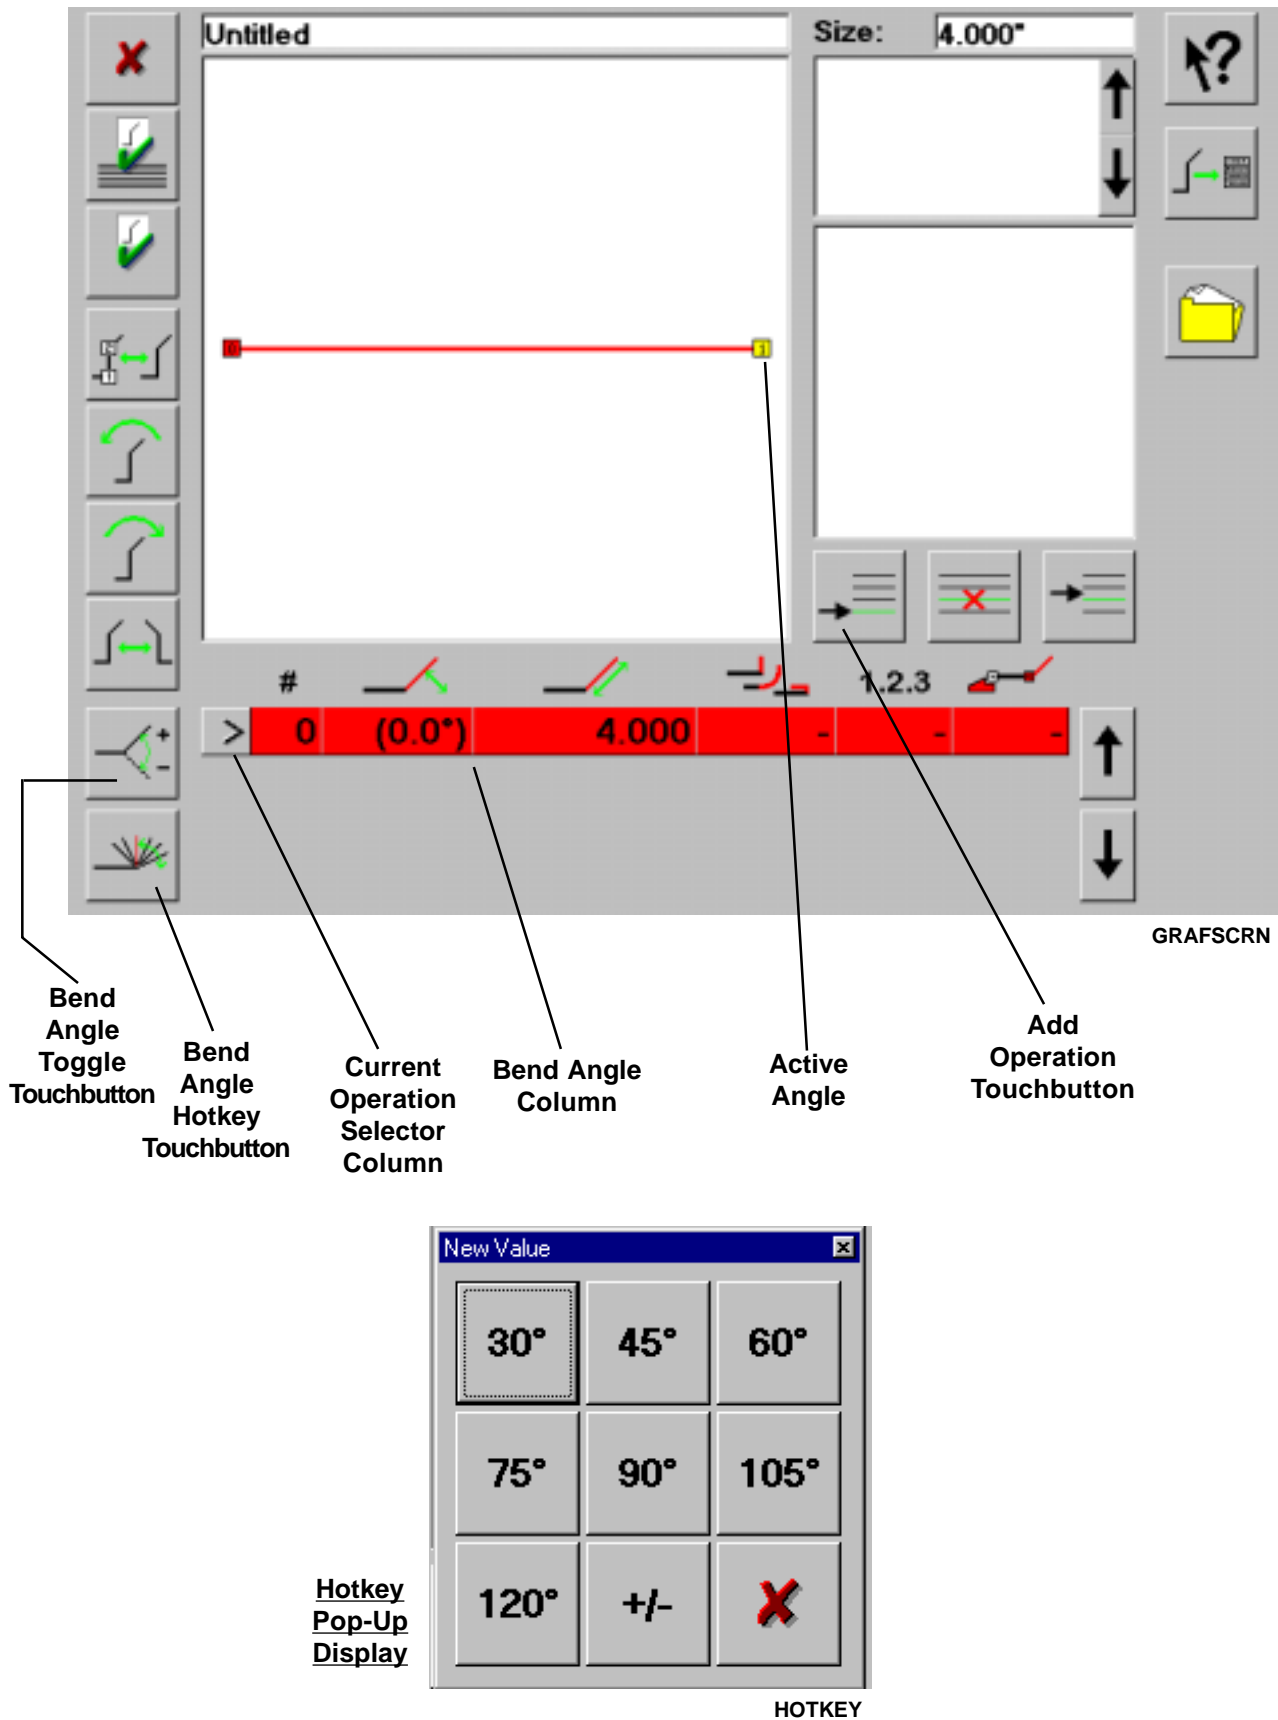 Untitled
Size:
4.000"
0
1
#
1.2.3
>
0
(0.0°)
4.000
-
-
-
+
-
GRAFSCRN
Bend
Angle
Toggle
Touchbutton
Bend
Angle
Hotkey
Touchbutton
Current
Operation
Selector
Column
Bend Angle
Column
Active
Angle
Add
Operation
Touchbutton
New Value
30°
45°
60°
75°
90°
105°
120°
+/-
Hotkey
Pop-Up
Display
HOTKEY